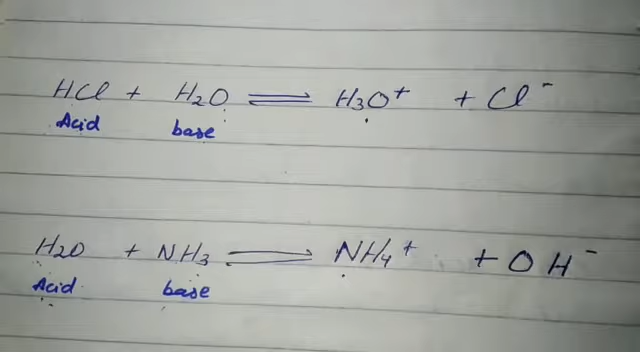 HCl + H2O ⇌ H3O+ + Cl-
Acid base
H2O + NH3 ⇌ NH4+ + OH-
Acid base